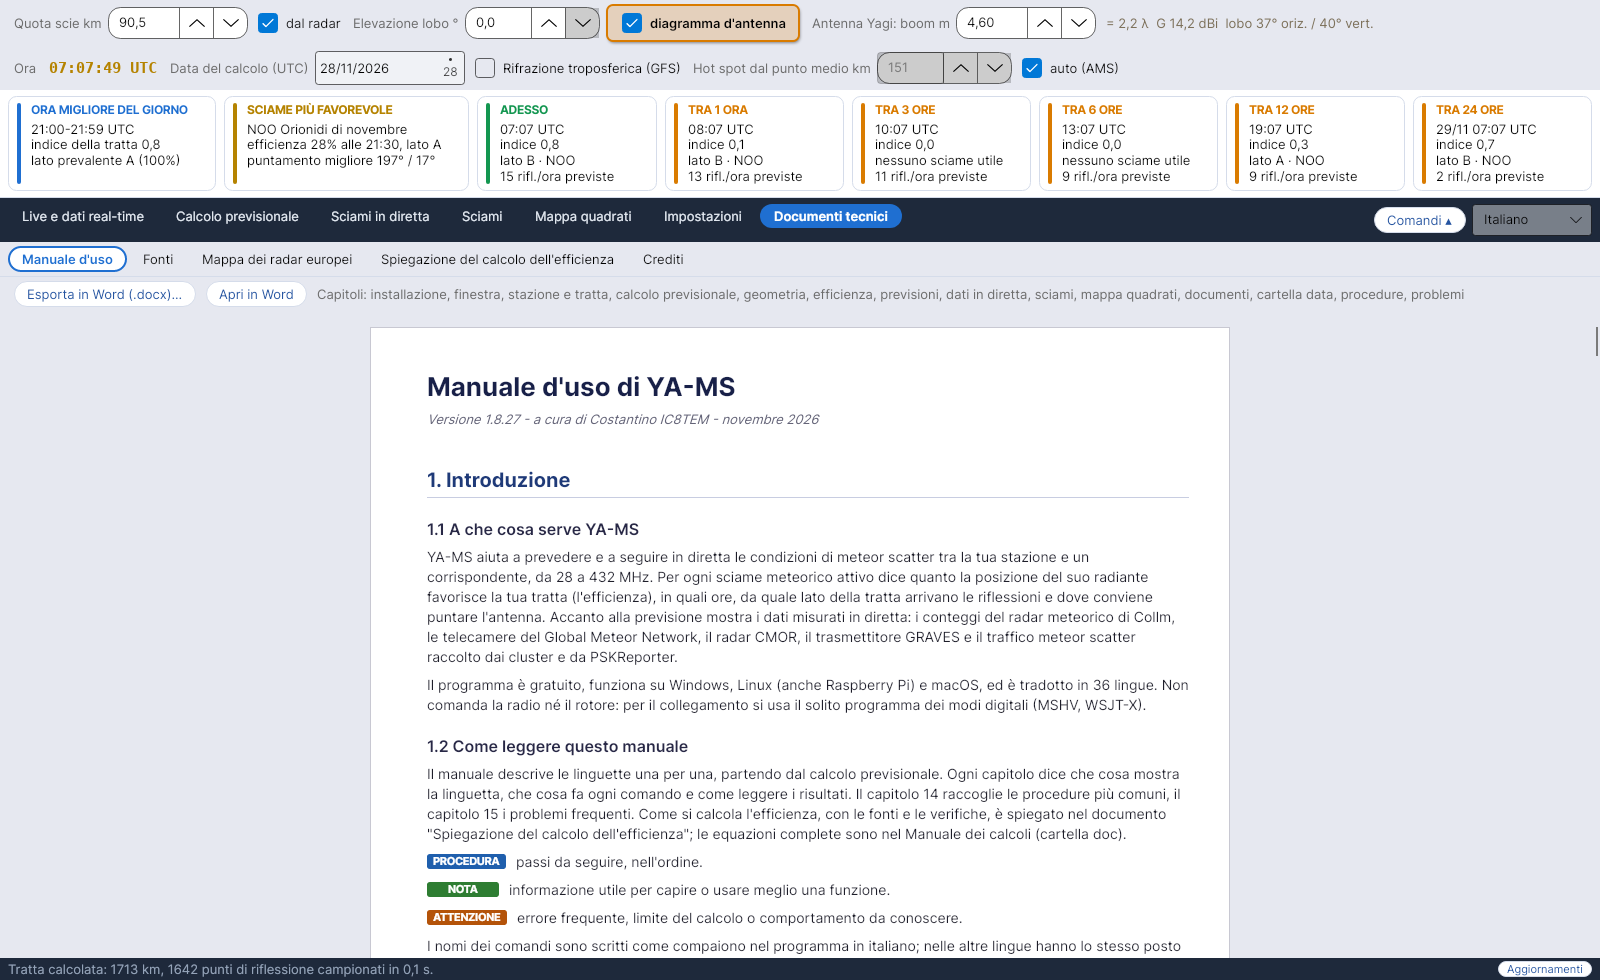 Quota scie km 90,5 dal radar Elevazione lobo ° 0,0 diagramma d'antenna Antenna Yagi: boom m 4,60 = 2,2 λ G 14,2 dBi lobo 37° oriz. / 40° vert.
Ora 07:07:49 UTC Data del calcolo (UTC) 28/11/2026 28 Rifrazione troposferica (GFS) Hot spot dal punto medio km 151 auto (AMS)
ORA MIGLIORE DEL GIORNO
21:00-21:59 UTC
indice della tratta 0,8
lato prevalente A (100%)
SCIAME PIÙ FAVOREVOLE
NOO Orionidi di novembre
efficienza 28% alle 21:30, lato A
puntamento migliore 197° / 17°
ADESSO
07:07 UTC
indice 0,8
lato B · NOO
15 rifl./ora previste
TRA 1 ORA
08:07 UTC
indice 0,1
lato B · NOO
13 rifl./ora previste
TRA 3 ORE
10:07 UTC
indice 0,0
nessuno sciame utile
11 rifl./ora previste
TRA 6 ORE
13:07 UTC
indice 0,0
nessuno sciame utile
9 rifl./ora previste
TRA 12 ORE
19:07 UTC
indice 0,3
lato A · NOO
9 rifl./ora previste
TRA 24 ORE
29/11 07:07 UTC
indice 0,7
lato B · NOO
2 rifl./ora previste
Live e dati real-time Calcolo previsionale Sciami in diretta Sciami Mappa quadrati Impostazioni Documenti tecnici Comandi ▴ Italiano
Manuale d'uso Fonti Mappa dei radar europei Spiegazione del calcolo dell'efficienza Crediti
Esporta in Word (.docx)... Apri in Word Capitoli: installazione, finestra, stazione e tratta, calcolo previsionale, geometria, efficienza, previsioni, dati in diretta, sciami, mappa quadrati, documenti, cartella data, procedure, problemi
Manuale d'uso di YA-MS
Versione 1.8.27 - a cura di Costantino IC8TEM - novembre 2026
1. Introduzione
1.1 A che cosa serve YA-MS
YA-MS aiuta a prevedere e a seguire in diretta le condizioni di meteor scatter tra la tua stazione e un
corrispondente, da 28 a 432 MHz. Per ogni sciame meteorico attivo dice quanto la posizione del suo radiante
favorisce la tua tratta (l'efficienza), in quali ore, da quale lato della tratta arrivano le riflessioni e dove conviene
puntare l'antenna. Accanto alla previsione mostra i dati misurati in diretta: i conteggi del radar meteorico di Collm,
le telecamere del Global Meteor Network, il radar CMOR, il trasmettitore GRAVES e il traffico meteor scatter
raccolto dai cluster e da PSKReporter.
Il programma è gratuito, funziona su Windows, Linux (anche Raspberry Pi) e macOS, ed è tradotto in 36 lingue. Non
comanda la radio né il rotore: per il collegamento si usa il solito programma dei modi digitali (MSHV, WSJT-X).
1.2 Come leggere questo manuale
Il manuale descrive le linguette una per una, partendo dal calcolo previsionale. Ogni capitolo dice che cosa mostra
la linguetta, che cosa fa ogni comando e come leggere i risultati. Il capitolo 14 raccoglie le procedure più comuni, il
capitolo 15 i problemi frequenti. Come si calcola l'efficienza, con le fonti e le verifiche, è spiegato nel documento
"Spiegazione del calcolo dell'efficienza"; le equazioni complete sono nel Manuale dei calcoli (cartella doc).
PROCEDURA passi da seguire, nell'ordine.
NOTA informazione utile per capire o usare meglio una funzione.
ATTENZIONE errore frequente, limite del calcolo o comportamento da conoscere.
I nomi dei comandi sono scritti come compaiono nel programma in italiano; nelle altre lingue hanno lo stesso posto
Tratta calcolata: 1713 km, 1642 punti di riflessione campionati in 0,1 s. Aggiornamenti